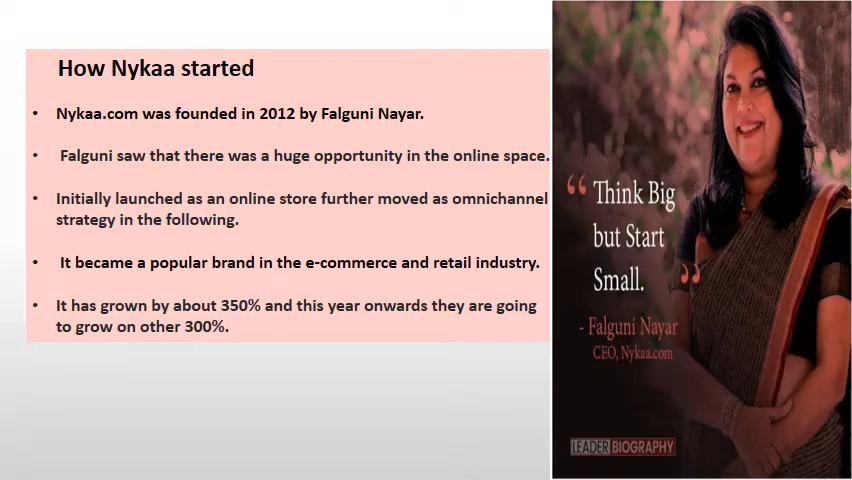 How Nykaa started
• Nykaa.com was founded in 2012 by Falguni Nayar.
• Falguni saw that there was a huge opportunity in the online space.
• Initially launched as an online store further moved as omnichannel
strategy in the following.
• It became a popular brand in the e-commerce and retail industry.
• It has grown by about 350% and this year onwards they are going
to grow on other 300%.
“Think Big
but Start
Small.”
- Falguni Nayar
CEO, Nykaa.com
LEADER BIOGRAPHY